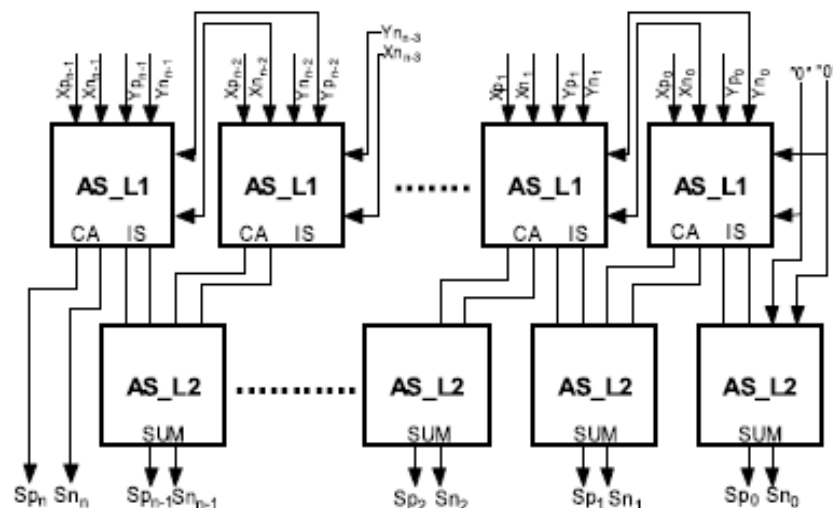 Xpₙ₋₁ Xnₙ₋₁ Ypₙ₋₁ Ynₙ₋₁ Xpₙ₋₂ Xnₙ₋₂ Ynₙ₋₂ Ypₙ₋₂ Ynₙ₋₃ Xp₁ Xn₁ Yp₁ Yn₁ Xp₀ Xn₀ Yp₀ Yn₀ "0" "0
Xnₙ₋₃
AS_L1 AS_L1 AS_L1 AS_L1
CA IS CA IS CA IS CA IS
AS_L2 AS_L2 AS_L2 AS_L2
SUM SUM SUM SUM
Spₙ Snₙ Spₙ₋₁ Snₙ₋₁ Sp₂ Sn₂ Sp₁ Sn₁ Sp₀ Sn₀